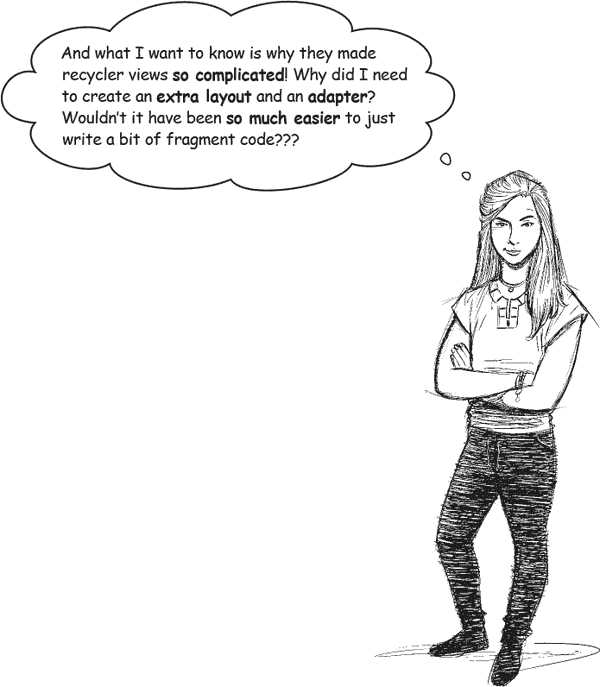 And what I want to know is why they made
recycler views so complicated! Why did I need
to create an extra layout and an adapter?
Wouldn't it have been so much easier to just
write a bit of fragment code???